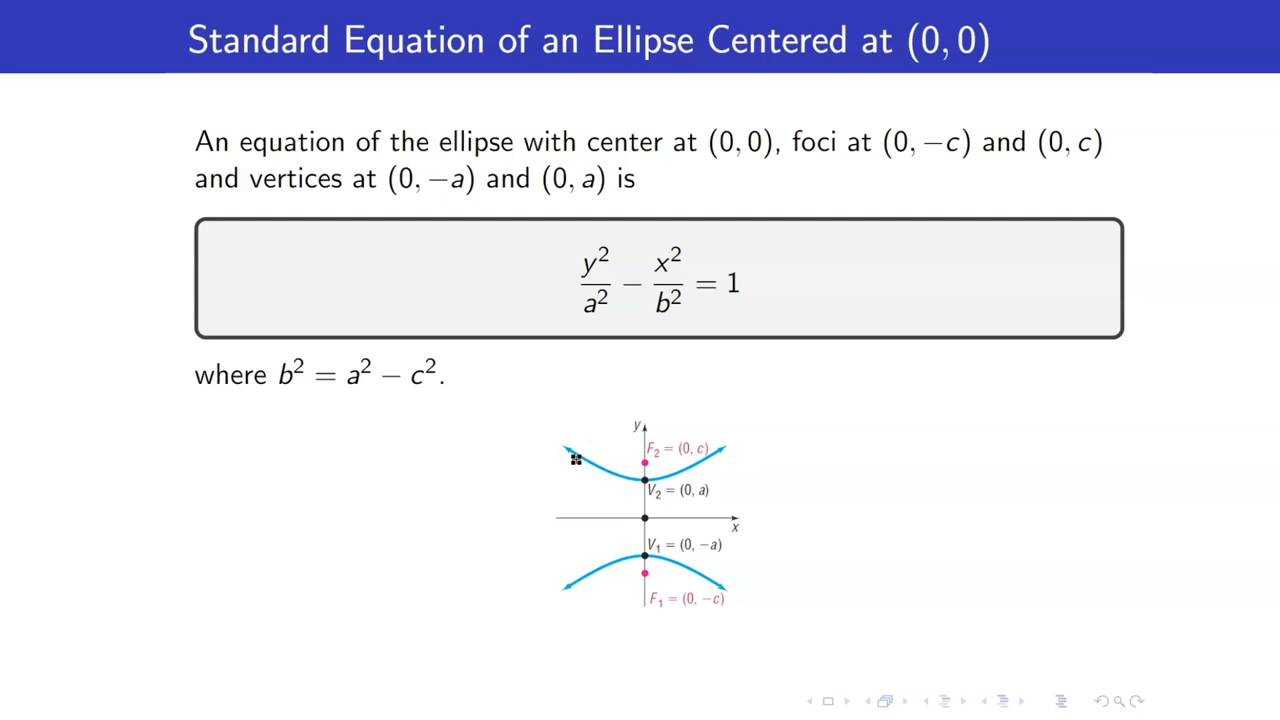 Standard Equation of an Ellipse Centered at (0, 0)
An equation of the ellipse with center at (0, 0), foci at (0, −c) and (0, c)
and vertices at (0, −a) and (0, a) is
y²/a² − x²/b² = 1
where b² = a² − c².
y
F₂ = (0, c)
V₂ = (0, a)
x
V₁ = (0, −a)
F₁ = (0, −c)